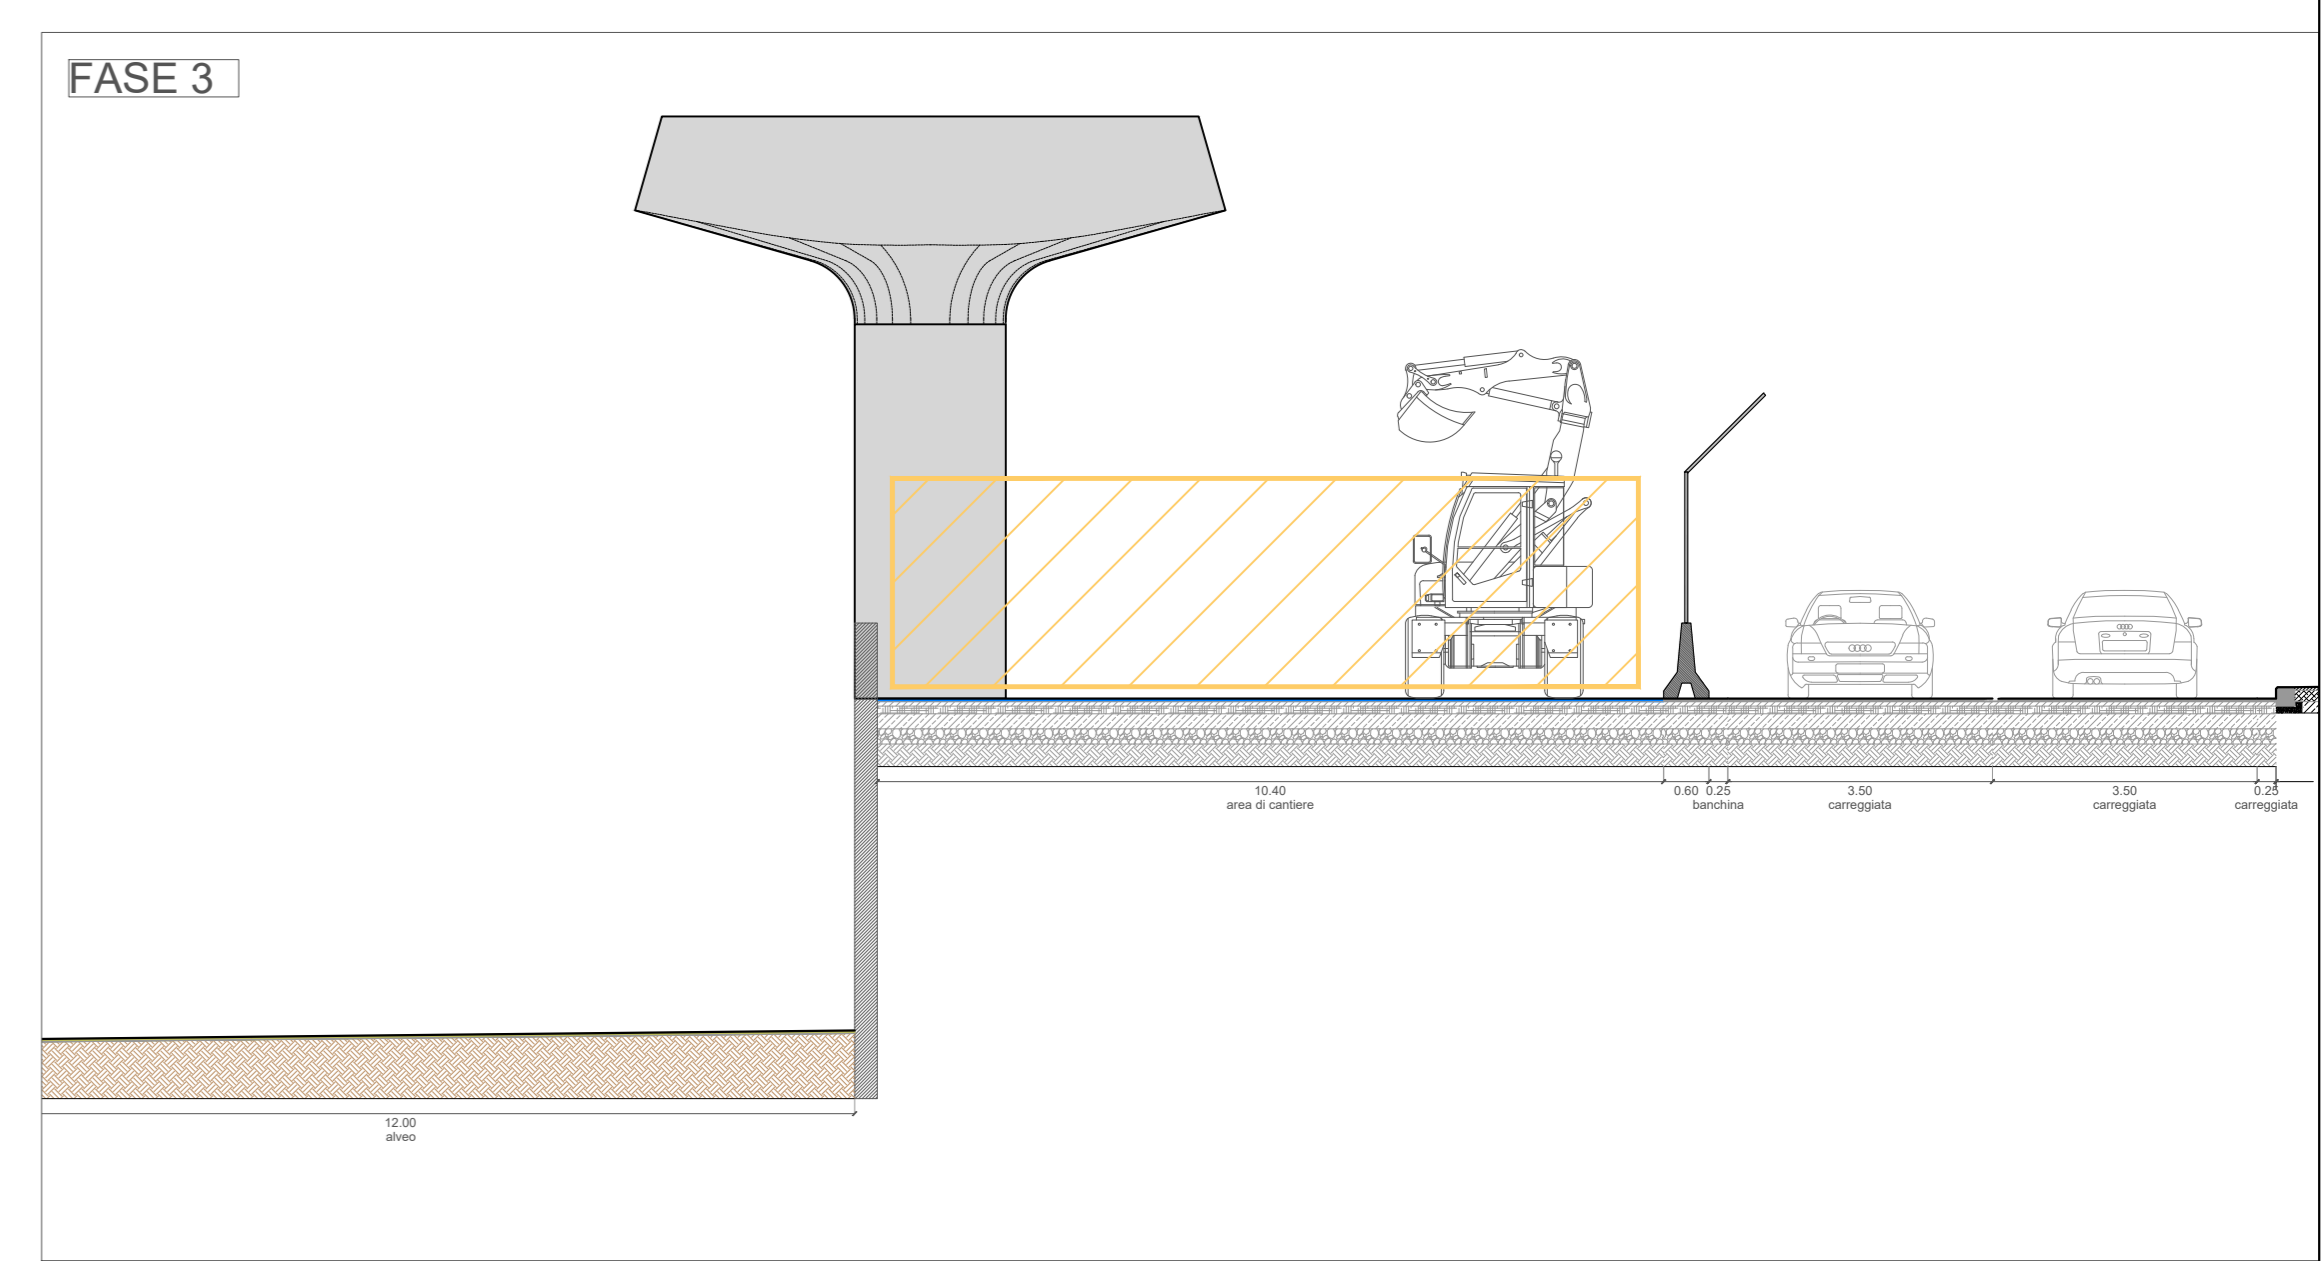 FASE 3
10.40
area di cantiere
0.60
0.25
banchina
3.50
carreggiata
3.50
carreggiata
0.25
carreggiata
12.00
alveo